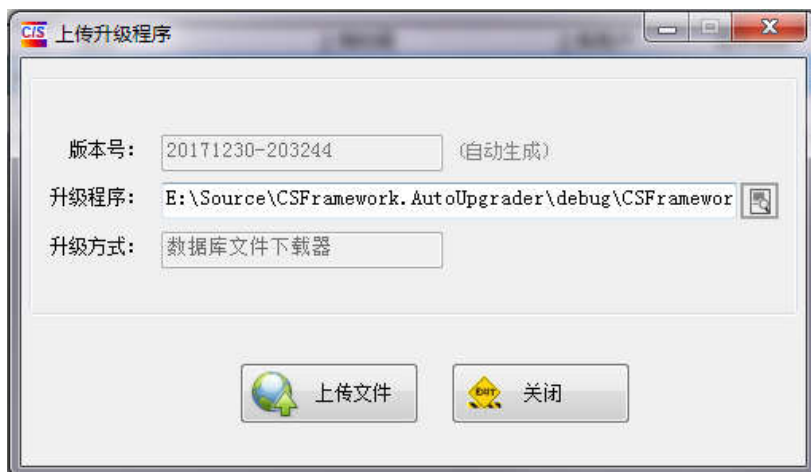 C/S 上传升级程序
版本号： 20171230-203244 (自动生成)
升级程序： E:\Source\CSFramework.AutoUpgrader\debug\CSFramewor
升级方式： 数据库文件下载器
上传文件 EXIT 关闭